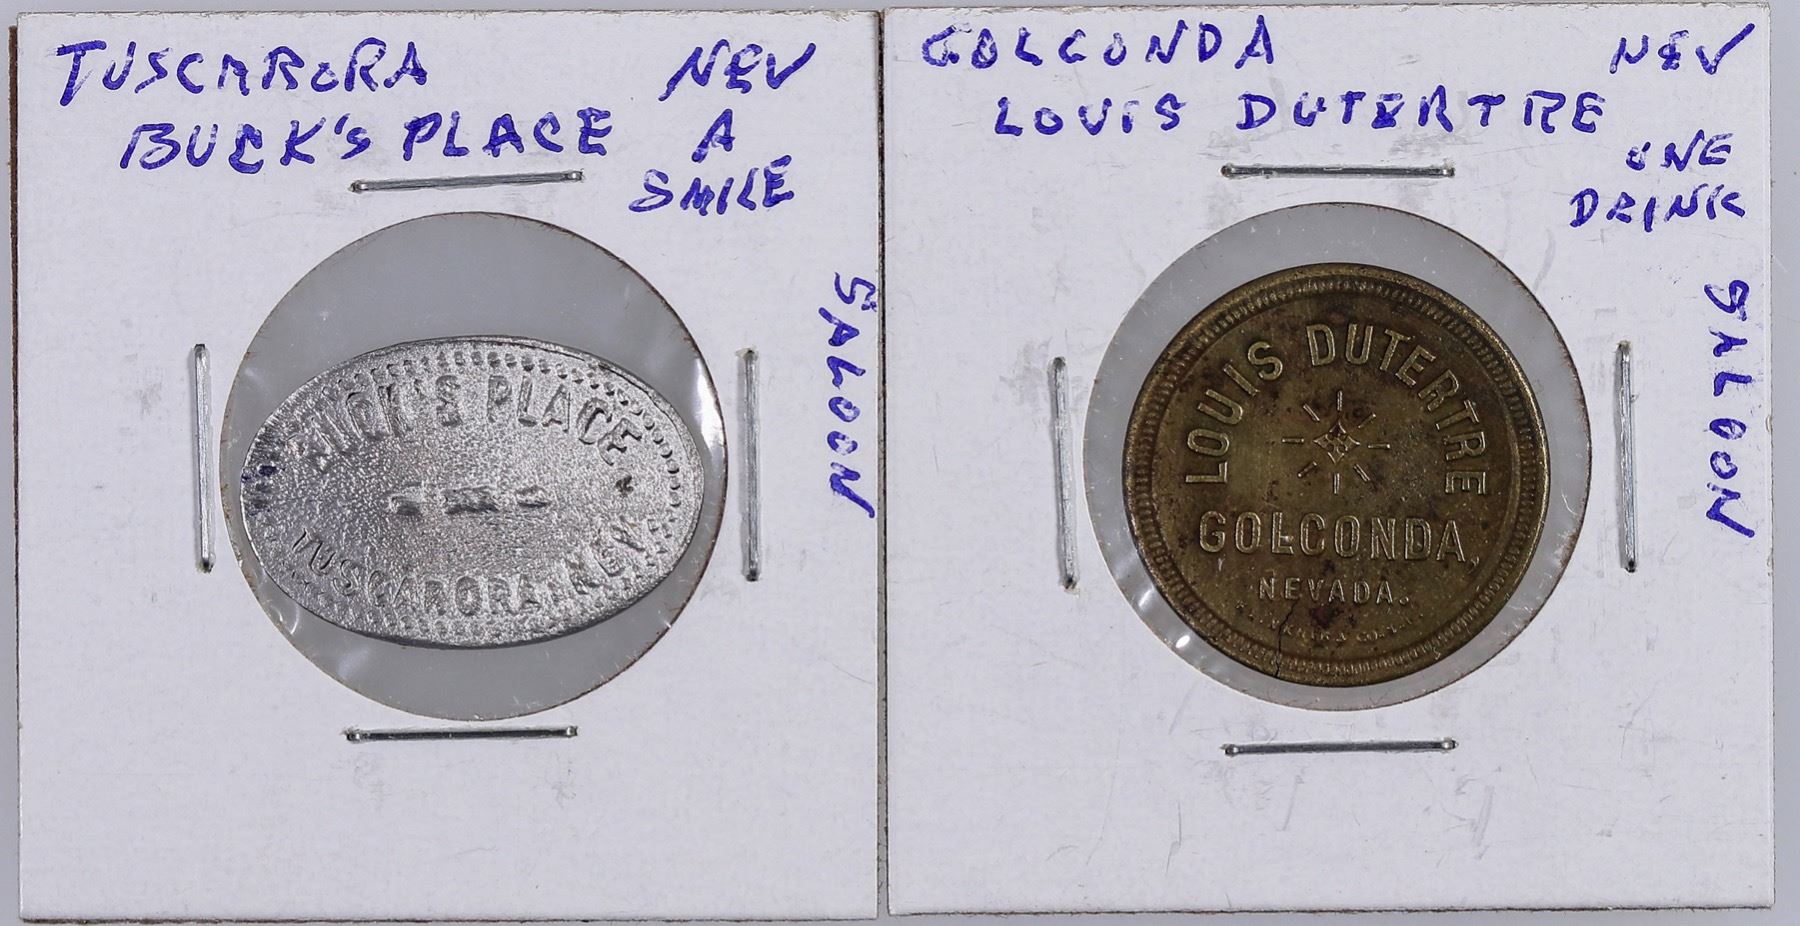 TUSCARORA NEV
BUCK'S PLACE A
SMILE
SALOON
BUCK'S PLACE
TUSCARORA, NEV.
GOLCONDA NEV
LOUIS DUTERTRE
ONE
DRINK
SALOON
LOUIS DUTERTRE
GOLCONDA,
NEVADA.